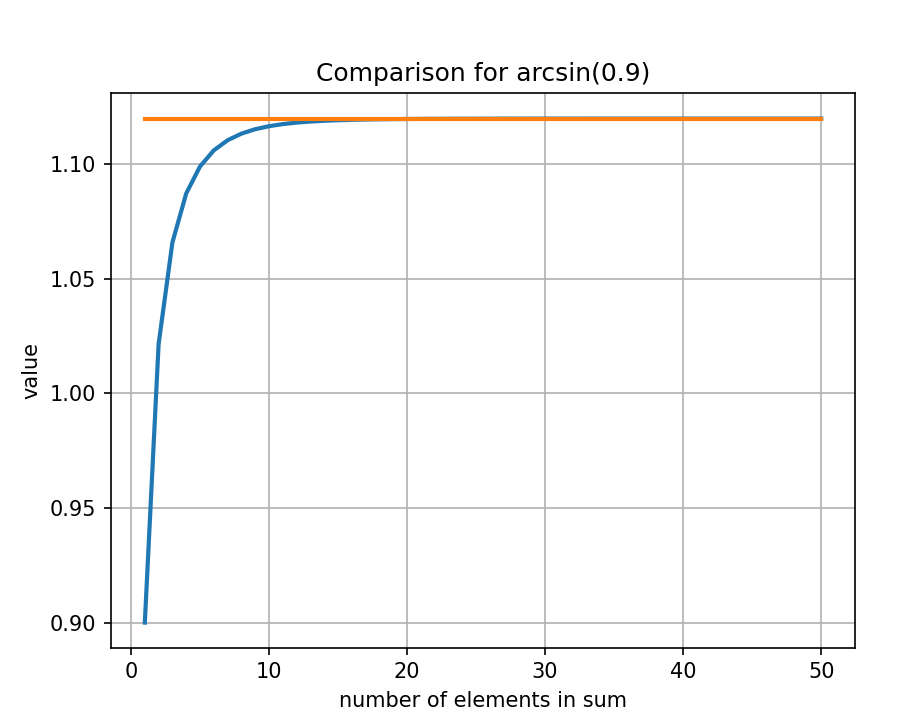 Comparison for arcsin(0.9)
1.10
1.05
1.00
0.95
0.90
value
0 10 20 30 40 50
number of elements in sum